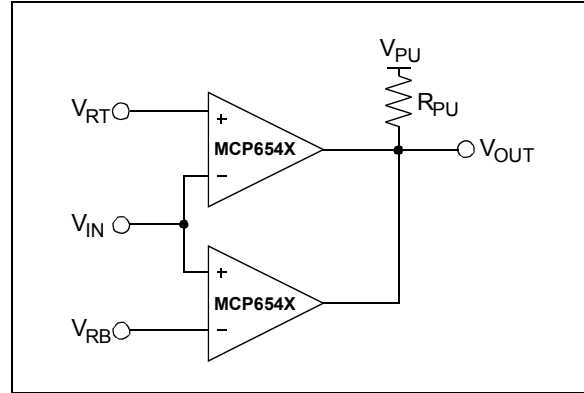 V_PU
V_RT
+
R_PU
MCP654X
−
V_OUT
V_IN
+
MCP654X
V_RB
−